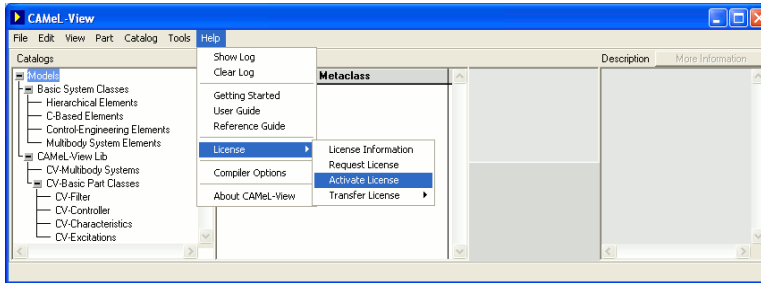 CAMeL-View
File Edit View Part Catalog Tools Help
Catalogs
Description
More Information
Models
Basic System Classes
Hierarchical Elements
C-Based Elements
Control-Engineering Elements
Multibody System Elements
CAMeL-View Lib
CV-Multibody Systems
CV-Basic Part Classes
CV-Filter
CV-Controller
CV-Characteristics
CV-Excitations
Metaclass
Show Log
Clear Log
Getting Started
User Guide
Reference Guide
License
Compiler Options
About CAMeL-View
License Information
Request License
Activate License
Transfer License